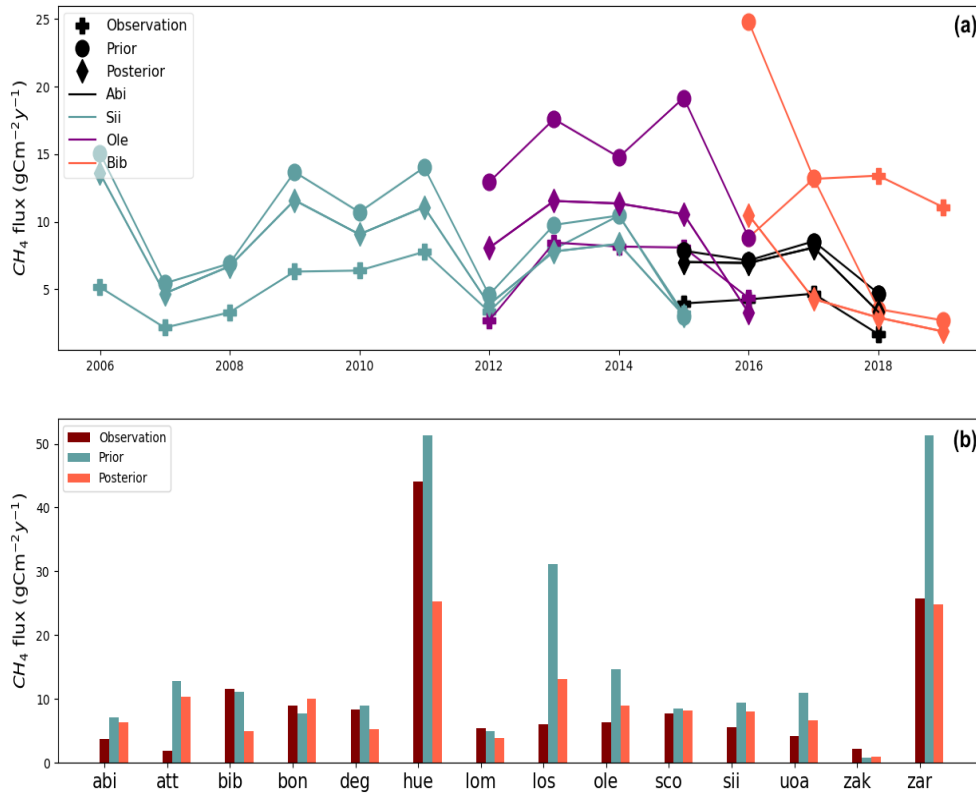 (a)
Observation
Prior
Posterior
Abi
Sii
Ole
Bib
CH₄ flux (gCm⁻²y⁻¹)
25
20
15
10
5
2006 2008 2010 2012 2014 2016 2018
(b)
Observation
Prior
Posterior
CH₄ flux (gCm⁻²y⁻¹)
50
40
30
20
10
0
abi att bib bon deg hue lom los ole sco sii uoa zak zar